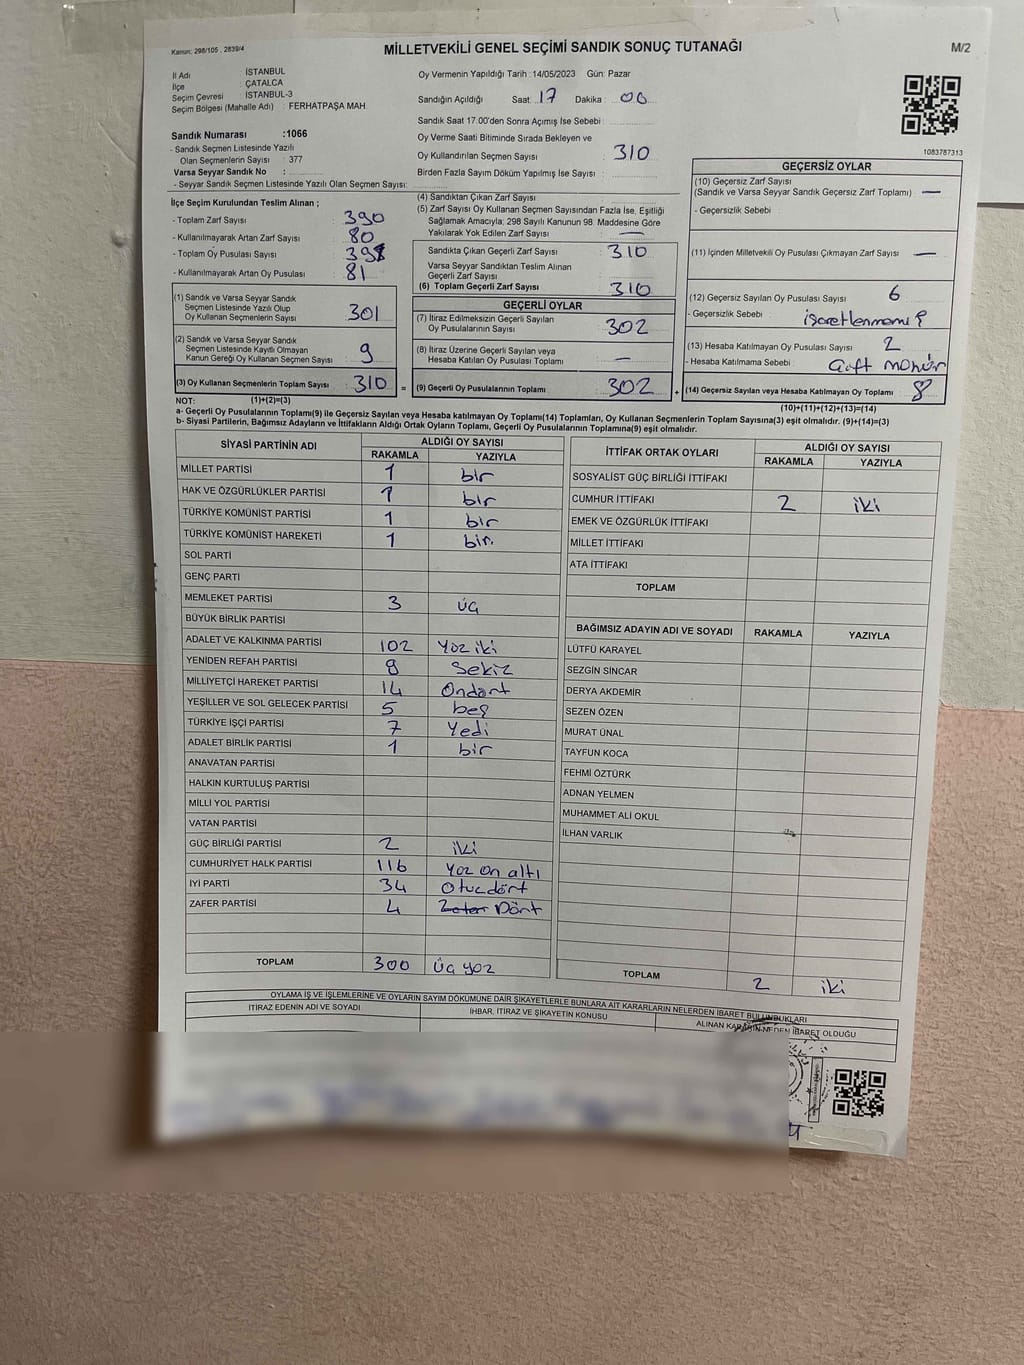 Kanun: 298/105 , 2839/4
MİLLETVEKİLİ GENEL SEÇİMİ SANDIK SONUÇ TUTANAĞI
M/2
İl Adı : İSTANBUL
İlçe : ÇATALCA
Seçim Çevresi : İSTANBUL-3
Seçim Bölgesi (Mahalle Adı) : FERHATPAŞA MAH.
Oy Vermenin Yapıldığı Tarih : 14/05/2023 Gün: Pazar
Sandığın Açıldığı Saat : 17 Dakika : 00
Sandık Saat 17.00'den Sonra Açımış İse Sebebi :
Sandık Numarası :1066
- Sandık Seçmen Listesinde Yazılı
Olan Seçmenlerin Sayısı : 377
Varsa Seyyar Sandık No :
- Seyyar Sandık Seçmen Listesinde Yazılı Olan Seçmen Sayısı:
Oy Verme Saati Bitiminde Sırada Bekleyen ve
Oy Kullandırılan Seçmen Sayısı : 310
Birden Fazla Sayım Döküm Yapılmış İse Sayısı :
1083787313
İlçe Seçim Kurulundan Teslim Alınan ;
- Toplam Zarf Sayısı : 390
- Kullanılmayarak Artan Zarf Sayısı : 80
- Toplam Oy Pusulası Sayısı :
- Kullanılmayarak Artan Oy Pusulası : 81
(1) Sandık ve Varsa Seyyar Sandık
Seçmen Listesinde Yazılı Olup
Oy Kullanan Seçmenlerin Sayısı : 301
(2) Sandık ve Varsa Seyyar Sandık
Seçmen Listesinde Kayıtlı Olmayan
Kanun Gereği Oy Kullanan Seçmen Sayısı : 9
(3) Oy Kullanan Seçmenlerin Toplam Sayısı : 310 =
(4) Sandıktan Çıkan Zarf Sayısı :
(5) Zarf Sayısı Oy Kullanan Seçmen Sayısından Fazla İse, Eşitliği
Sağlamak Amacıyla; 298 Sayılı Kanunun 98. Maddesine Göre
Yakılarak Yok Edilen Zarf Sayısı : —
Sandıkta Çıkan Geçerli Zarf Sayısı : 310
Varsa Seyyar Sandıktan Teslim Alınan
Geçerli Zarf Sayısı :
(6) Toplam Geçerli Zarf Sayısı : 310
GEÇERLİ OYLAR
(7) İtiraz Edilmeksizin Geçerli Sayılan
Oy Pusulalarının Sayısı : 302
(8) İtiraz Üzerine Geçerli Sayılan veya
Hesaba Katılan Oy Pusulası Toplamı : —
(9) Geçerli Oy Pusulalarının Toplamı : 302 +
GEÇERSİZ OYLAR
(10) Geçersiz Zarf Sayısı
(Sandık ve Varsa Seyyar Sandık Geçersiz Zarf Toplamı) : —
- Geçersizlik Sebebi :
(11) İçinden Milletvekili Oy Pusulası Çıkmayan Zarf Sayısı : —
(12) Geçersiz Sayılan Oy Pusulası Sayısı : 6
- Geçersizlik Sebebi : işaretlenmemiş
(13) Hesaba Katılmayan Oy Pusulası Sayısı : 2
- Hesaba Katılmama Sebebi : Çift mühür
(14) Geçersiz Sayılan veya Hesaba Katılmayan Oy Toplamı : 8
NOT: (1)+(2)=(3)
(10)+(11)+(12)+(13)=(14)
a- Geçerli Oy Pusulalarının Toplamı(9) ile Geçersiz Sayılan veya Hesaba katılmayan Oy Toplamı(14) Toplamları, Oy Kullanan Seçmenlerin Toplam Sayısına(3) eşit olmalıdır. (9)+(14)=(3)
b- Siyasi Partilerin, Bağımsız Adayların ve İttifakların Aldığı Ortak Oyların Toplamı, Geçerli Oy Pusulalarının Toplamına(9) eşit olmalıdır.
SİYASİ PARTİNİN ADI ALDIĞI OY SAYISI
RAKAMLA YAZIYLA
MİLLET PARTİSİ 1 bir
HAK VE ÖZGÜRLÜKLER PARTİSİ 1 bir
TÜRKİYE KOMÜNİST PARTİSİ 1 bir
TÜRKİYE KOMÜNİST HAREKETİ 1 bir.
SOL PARTİ
GENÇ PARTİ
MEMLEKET PARTİSİ 3 üç
BÜYÜK BİRLİK PARTİSİ
ADALET VE KALKINMA PARTİSİ 102 Yüz iki
YENİDEN REFAH PARTİSİ 8 Sekiz
MİLLİYETÇİ HAREKET PARTİSİ 14 Ondört
YEŞİLLER VE SOL GELECEK PARTİSİ 5 beş
TÜRKİYE İŞÇİ PARTİSİ 7 Yedi
ADALET BİRLİK PARTİSİ 1 bir
ANAVATAN PARTİSİ
HALKIN KURTULUŞ PARTİSİ
MİLLİ YOL PARTİSİ
VATAN PARTİSİ
GÜÇ BİRLİĞİ PARTİSİ 2 iki
CUMHURİYET HALK PARTİSİ 116 Yüz on altı
İYİ PARTİ 34 Otuzdört
ZAFER PARTİSİ 4 Dört
TOPLAM 300 Üç yüz
İTTİFAK ORTAK OYLARI ALDIĞI OY SAYISI
RAKAMLA YAZIYLA
SOSYALİST GÜÇ BİRLİĞİ İTTİFAKI
CUMHUR İTTİFAKI 2 iki
EMEK VE ÖZGÜRLÜK İTTİFAKI
MİLLET İTTİFAKI
ATA İTTİFAKI
TOPLAM
BAĞIMSIZ ADAYIN ADI VE SOYADI RAKAMLA YAZIYLA
LÜTFÜ KARAYEL
SEZGİN SİNCAR
DERYA AKDEMİR
SEZEN ÖZEN
MURAT ÜNAL
TAYFUN KOCA
FEHMİ ÖZTÜRK
ADNAN YELMEN
MUHAMMET ALİ OKUL
İLHAN VARLIK
TOPLAM 2 iki
OYLAMA İŞ VE İŞLEMLERİNE VE OYLARIN SAYIM DÖKÜMÜNE DAİR ŞİKAYETLERLE BUNLARA AİT KARARLARIN NELERDEN İBARET BULUNDUKLARI
İTİRAZ EDENİN ADI VE SOYADI İHBAR, İTİRAZ VE ŞİKAYETİN KONUSU ALINAN KARARIN NEDEN İBARET OLDUĞU